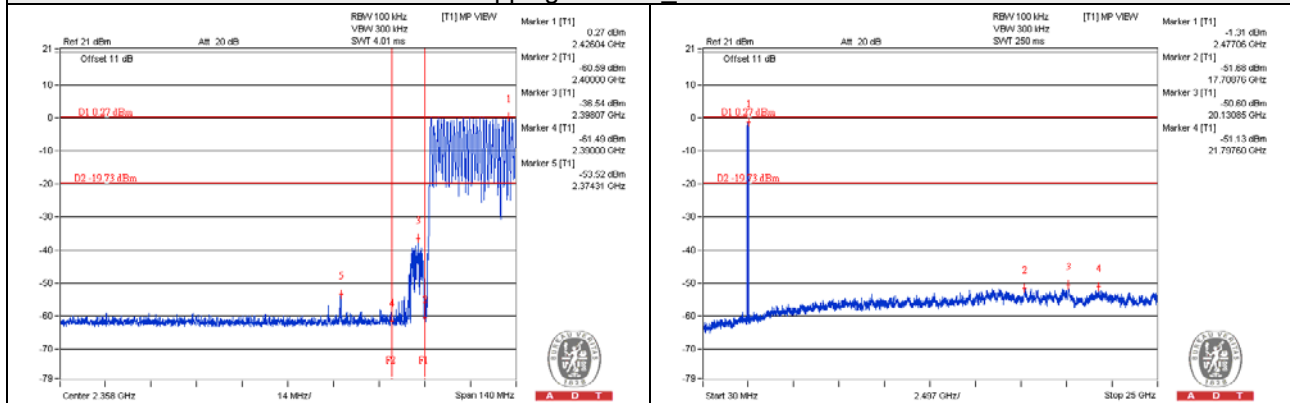 RBW 100 kHz
VBW 300 kHz
SWT 4.01 ms
[T1] MP VIEW
Ref 21 dBm
Att 20 dB
Offset 11 dB
Marker 1 [T1]
0.27 dBm
2.42604 GHz
Marker 2 [T1]
-60.59 dBm
2.40000 GHz
Marker 3 [T1]
-36.54 dBm
2.39807 GHz
Marker 4 [T1]
-61.49 dBm
2.39000 GHz
Marker 5 [T1]
-53.52 dBm
2.37431 GHz
21
10
0
-10
-20
-30
-40
-50
-60
-70
-79
D1 0.27 dBm
D2 -19.73 dBm
1
3
5
4
F2
F1
Center 2.358 GHz
14 MHz/
Span 140 MHz
BUREAU VERITAS
1828
A D T
RBW 100 kHz
VBW 300 kHz
SWT 250 ms
[T1] MP VIEW
Ref 21 dBm
Att 20 dB
Offset 11 dB
Marker 1 [T1]
-1.31 dBm
2.47706 GHz
Marker 2 [T1]
-51.68 dBm
17.70876 GHz
Marker 3 [T1]
-50.60 dBm
20.13085 GHz
Marker 4 [T1]
-51.13 dBm
21.79760 GHz
21
10
0
-10
-20
-30
-40
-50
-60
-70
-79
D1 0.27 dBm
D2 -19.73 dBm
1
2
3
4
Start 30 MHz
2.497 GHz/
Stop 25 GHz
BUREAU VERITAS
1828
A D T